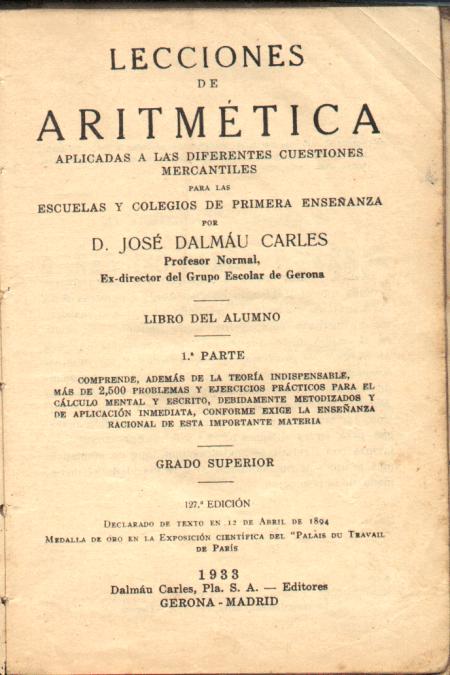 LECCIONES
DE
ARITMÉTICA
APLICADAS A LAS DIFERENTES CUESTIONES
MERCANTILES
PARA LAS
ESCUELAS Y COLEGIOS DE PRIMERA ENSEÑANZA
POR
D. JOSÉ DALMÁU CARLES
Profesor Normal,
Ex-director del Grupo Escolar de Gerona
LIBRO DEL ALUMNO
1.ª PARTE
COMPRENDE, ADEMÁS DE LA TEORÍA INDISPENSABLE,
MÁS DE 2,500 PROBLEMAS Y EJERCICIOS PRÁCTICOS PARA EL
CÁLCULO MENTAL Y ESCRITO, DEBIDAMENTE METODIZADOS Y
DE APLICACIÓN INMEDIATA, CONFORME EXIGE LA ENSEÑANZA
RACIONAL DE ESTA IMPORTANTE MATERIA
GRADO SUPERIOR
127.ª EDICIÓN
DECLARADO DE TEXTO EN 12 DE ABRIL DE 1894
MEDALLA DE ORO EN LA EXPOSICIÓN CIENTÍFICA DEL "PALAIS DU TRAVAIL
DE PARÍS
1933
Dalmáu Carles, Pla. S. A. — Editores
GERONA - MADRID